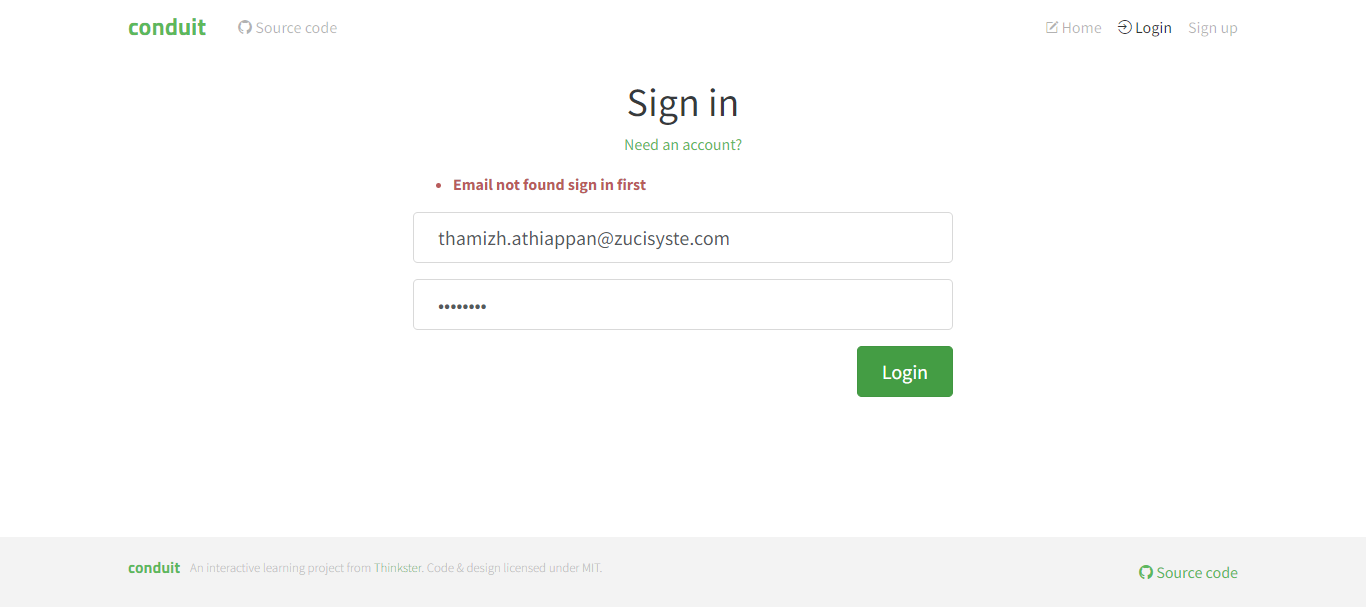 conduit Source code Home Login Sign up
Sign in
Need an account?
Email not found sign in first
thamizh.athiappan@zucisyste.com
••••••••
Login
conduit An interactive learning project from Thinkster. Code & design licensed under MIT. Source code